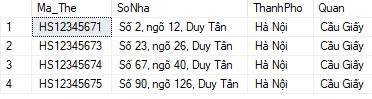 Ma_The SoNha ThanhPho Quan
1 HS12345671 Số 2, ngõ 12, Duy Tân Hà Nội Cầu Giấy
2 HS12345673 Số 23, ngõ 26, Duy Tân Hà Nội Cầu Giấy
3 HS12345674 Số 67, ngõ 40, Duy Tân Hà Nội Cầu Giấy
4 HS12345675 Số 90, ngõ 126, Duy Tân Hà Nội Cầu Giấy